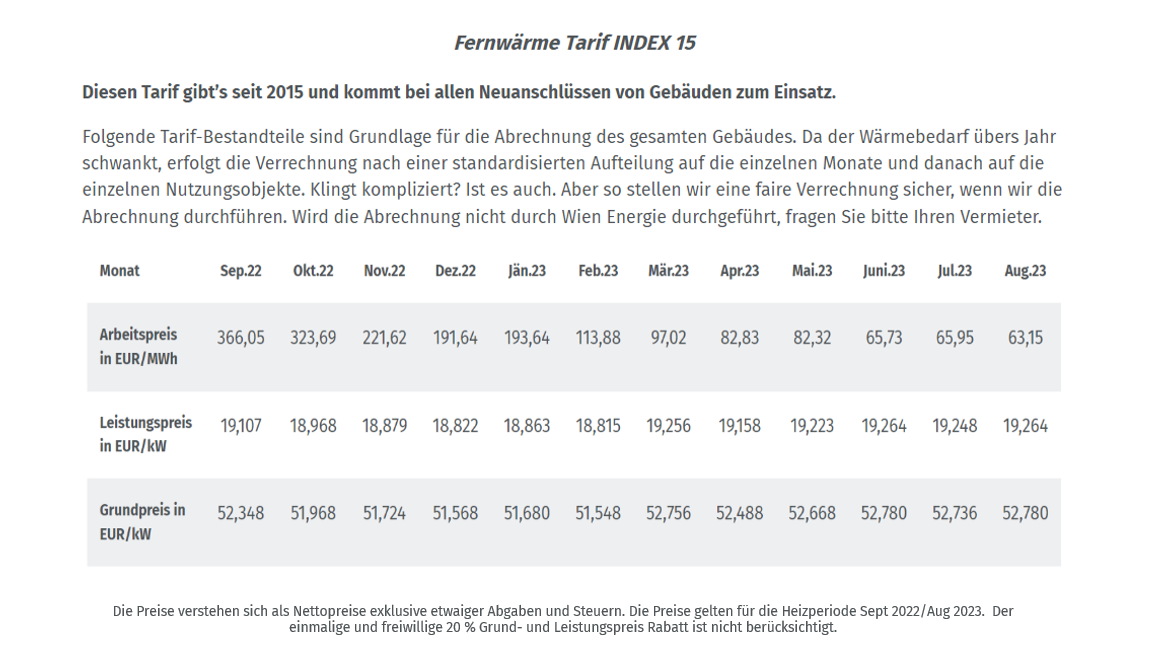 Fernwärme Tarif INDEX 15
Diesen Tarif gibt’s seit 2015 und kommt bei allen Neuanschlüssen von Gebäuden zum Einsatz.
Folgende Tarif-Bestandteile sind Grundlage für die Abrechnung des gesamten Gebäudes. Da der Wärmebedarf übers Jahr
schwankt, erfolgt die Verrechnung nach einer standardisierten Aufteilung auf die einzelnen Monate und danach auf die
einzelnen Nutzungsobjekte. Klingt kompliziert? Ist es auch. Aber so stellen wir eine faire Verrechnung sicher, wenn wir die
Abrechnung durchführen. Wird die Abrechnung nicht durch Wien Energie durchgeführt, fragen Sie bitte Ihren Vermieter.
Monat Sep.22 Okt.22 Nov.22 Dez.22 Jän.23 Feb.23 Mär.23 Apr.23 Mai.23 Juni.23 Jul.23 Aug.23
Arbeitspreis 366,05 323,69 221,62 191,64 193,64 113,88 97,02 82,83 82,32 65,73 65,95 63,15
in EUR/MWh
Leistungspreis 19,107 18,968 18,879 18,822 18,863 18,815 19,256 19,158 19,223 19,264 19,248 19,264
in EUR/kW
Grundpreis in 52,348 51,968 51,724 51,568 51,680 51,548 52,756 52,488 52,668 52,780 52,736 52,780
EUR/kW
Die Preise verstehen sich als Nettopreise exklusive etwaiger Abgaben und Steuern. Die Preise gelten für die Heizperiode Sept 2022/Aug 2023. Der
einmalige und freiwillige 20 % Grund- und Leistungspreis Rabatt ist nicht berücksichtigt.